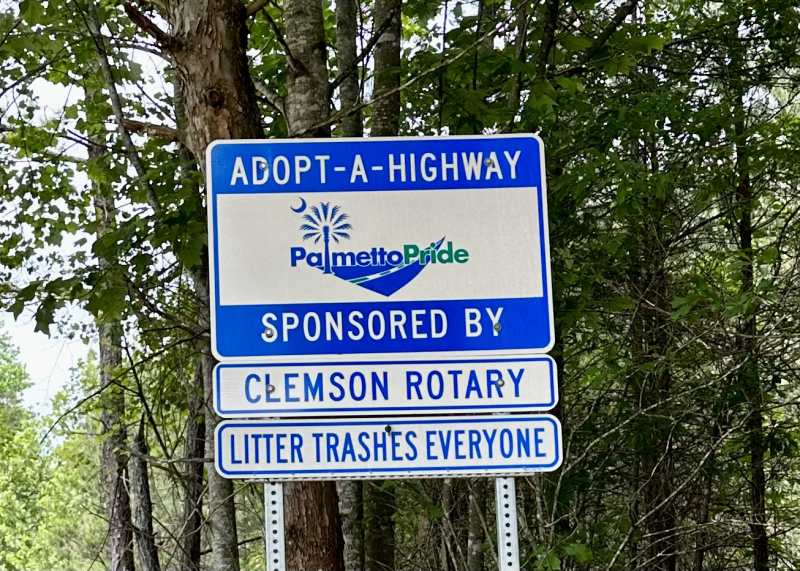 ADOPT-A-HIGHWAY
PalmettoPride
SPONSORED BY
CLEMSON ROTARY
LITTER TRASHES EVERYONE